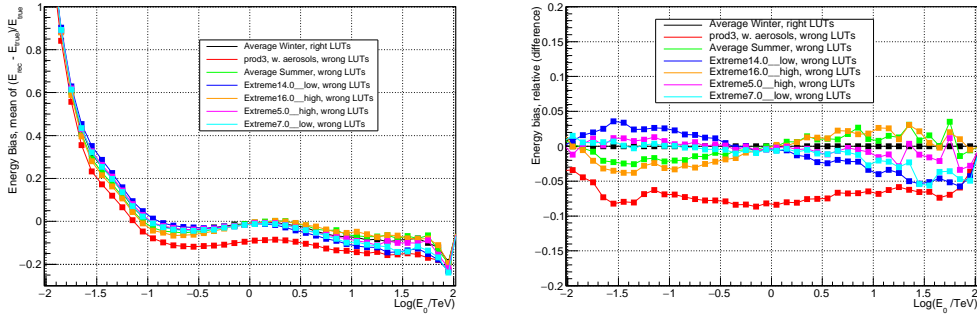 Energy Bias, mean of (E_rec - E_true)/E_true
1
0.8
0.6
0.4
0.2
0
−0.2
Average Winter, right LUTs
prod3, w. aerosols, wrong LUTs
Average Summer, wrong LUTs
Extreme14.0__low, wrong LUTs
Extreme16.0__high, wrong LUTs
Extreme5.0__high, wrong LUTs
Extreme7.0__low, wrong LUTs
−2 −1.5 −1 −0.5 0 0.5 1 1.5 2
Log(E_0/TeV)
Energy bias, relative (difference)
0.2
0.15
0.1
0.05
0
−0.05
−0.1
−0.15
−0.2
Average Winter, right LUTs
prod3, w. aerosols, wrong LUTs
Average Summer, wrong LUTs
Extreme14.0__low, wrong LUTs
Extreme16.0__high, wrong LUTs
Extreme5.0__high, wrong LUTs
Extreme7.0__low, wrong LUTs
−2 −1.5 −1 −0.5 0 0.5 1 1.5 2
Log(E_0/TeV)